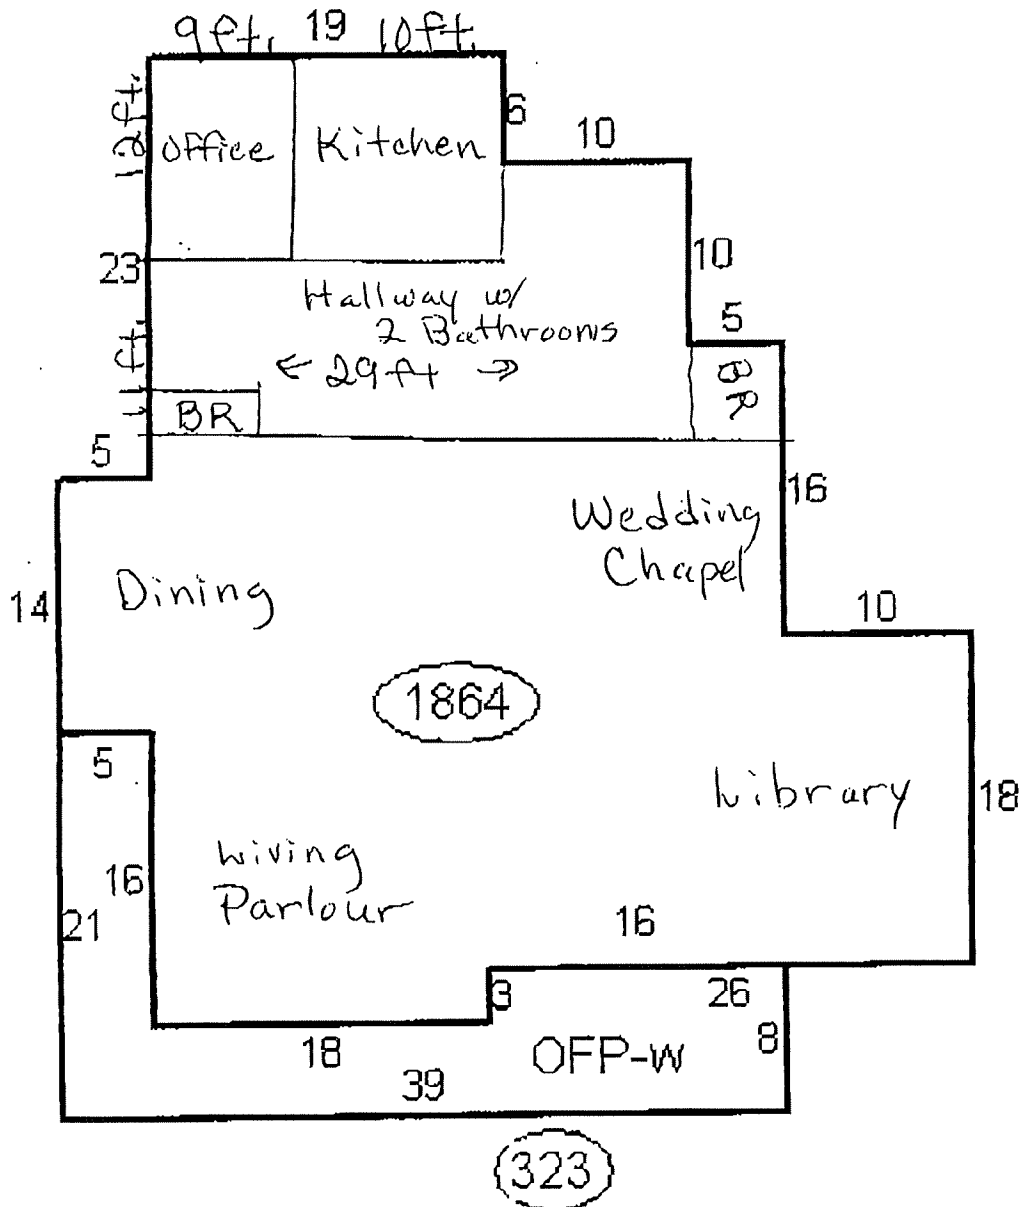 9ft. 19 10ft.
12ft.
Office
Kitchen
6
10
23
10
Hallway w/
2 Bathrooms
5
← 29ft →
11ft.
BR
BR
5
16
Wedding
Chapel
Dining
14
10
1864
5
Library
18
Living
Parlour
16
16
21
3
26
18
OFP-w
8
39
323